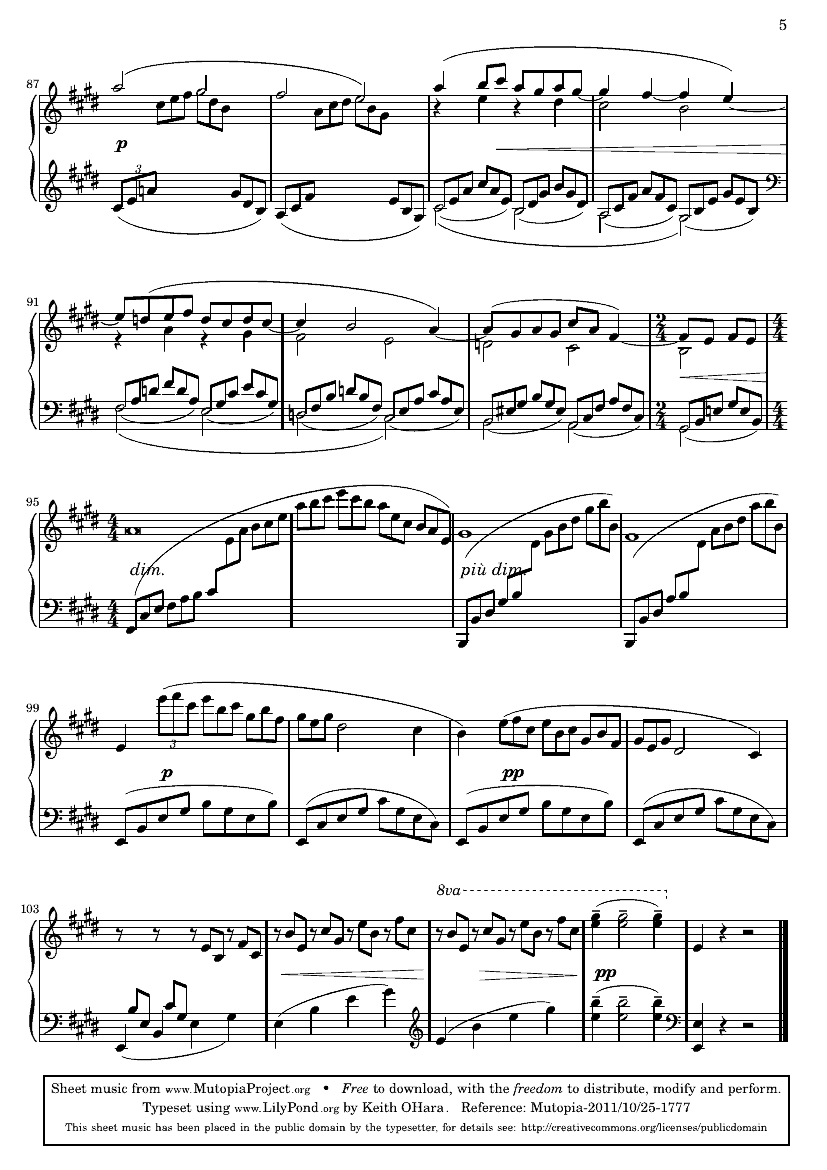 5
87
p
3
91
2
4
4
4
2
4
4
4
95
4
4
dim.
più dim.
4
4
99
3
p
pp
103
8va
pp
Sheet music from www.MutopiaProject.org • Free to download, with the freedom to distribute, modify and perform.
Typeset using www.LilyPond.org by Keith OHara. Reference: Mutopia-2011/10/25-1777
This sheet music has been placed in the public domain by the typesetter, for details see: http://creativecommons.org/licenses/publicdomain